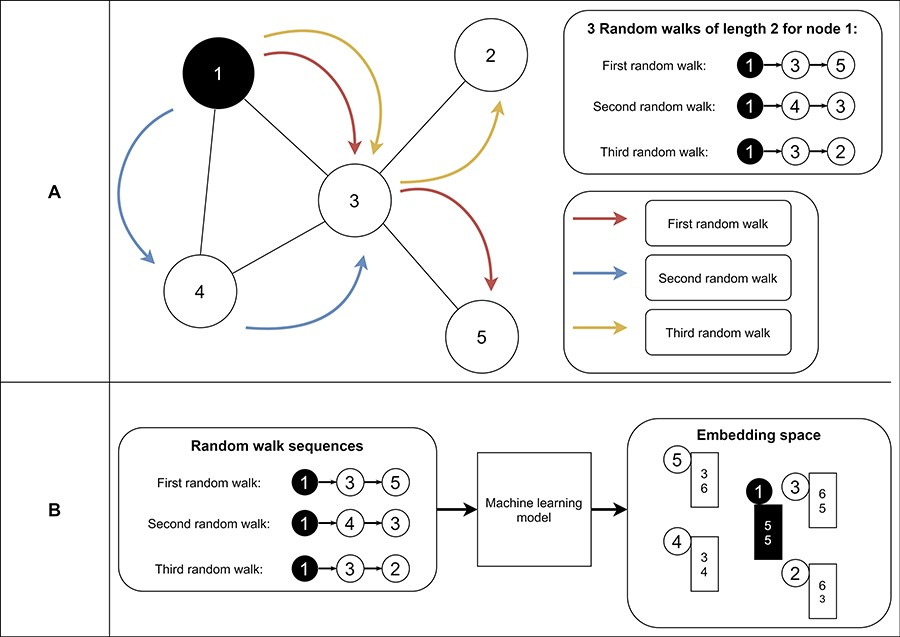 A
1
2
3
4
5
3 Random walks of length 2 for node 1:
First random walk: 1 3 5
Second random walk: 1 4 3
Third random walk: 1 3 2
First random walk
Second random walk
Third random walk
B
Random walk sequences
First random walk: 1 3 5
Second random walk: 1 4 3
Third random walk: 1 3 2
Machine learning
model
Embedding space
5
3
6
1
5
5
3
6
5
4
3
4
2
6
3